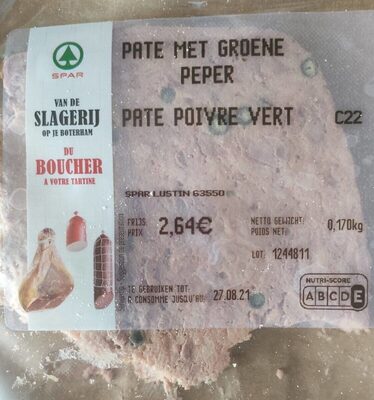 SPAR
VAN DE
SLAGERIJ
OP JE BOTERHAM
DU
BOUCHER
A VOTRE TARTINE
PATE MET GROENE
PEPER
PATE POIVRE VERT C22
SPAR LUSTIN 63550
PRIJS
PRIX
2,64€
NETTO GEWICHT:
POIDS NET:
0,170kg
LOT: 1244811
TE GEBRUIKEN TOT:
A CONSOMME JUSQU'AU: 27.08.21
NUTRI-SCORE
A B C D E